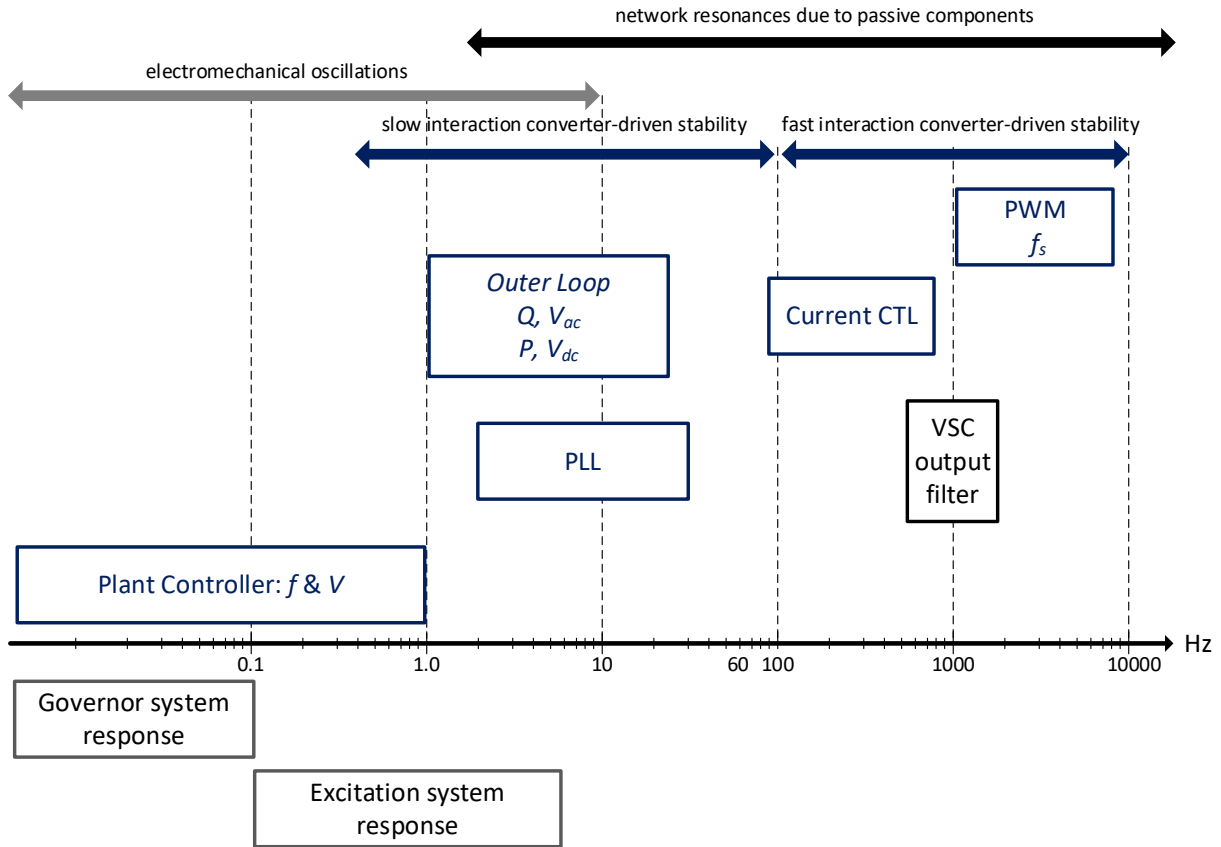 network resonances due to passive components
electromechanical oscillations
slow interaction converter-driven stability
fast interaction converter-driven stability
PWM
fs
Outer Loop
Q, Vac
P, Vdc
Current CTL
VSC
output
filter
PLL
Plant Controller: f & V
Hz
0.1 1.0 10 60 100 1000 10000
Governor system
response
Excitation system
response